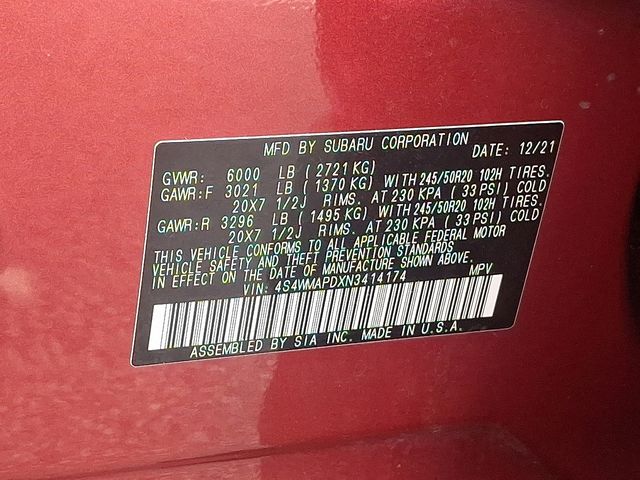 MFD BY SUBARU CORPORATION DATE: 12/21
GVWR: 6000 LB (2721 KG)
GAWR:F 3021 LB (1370 KG) WITH 245/50R20 102H TIRES.
20X7 1/2J RIMS. AT 230 KPA (33 PSI) COLD
GAWR:R 3296 LB (1495 KG) WITH 245/50R20 102H TIRES.
20X7 1/2J RIMS. AT 230 KPA (33 PSI) COLD
THIS VEHICLE CONFORMS TO ALL APPLICABLE FEDERAL MOTOR
VEHICLE SAFETY AND THEFT PREVENTION STANDARDS
IN EFFECT ON THE DATE OF MANUFACTURE SHOWN ABOVE.
VIN: 4S4WMAPDXN3414174 MPV
ASSEMBLED BY SIA INC. MADE IN U.S.A.